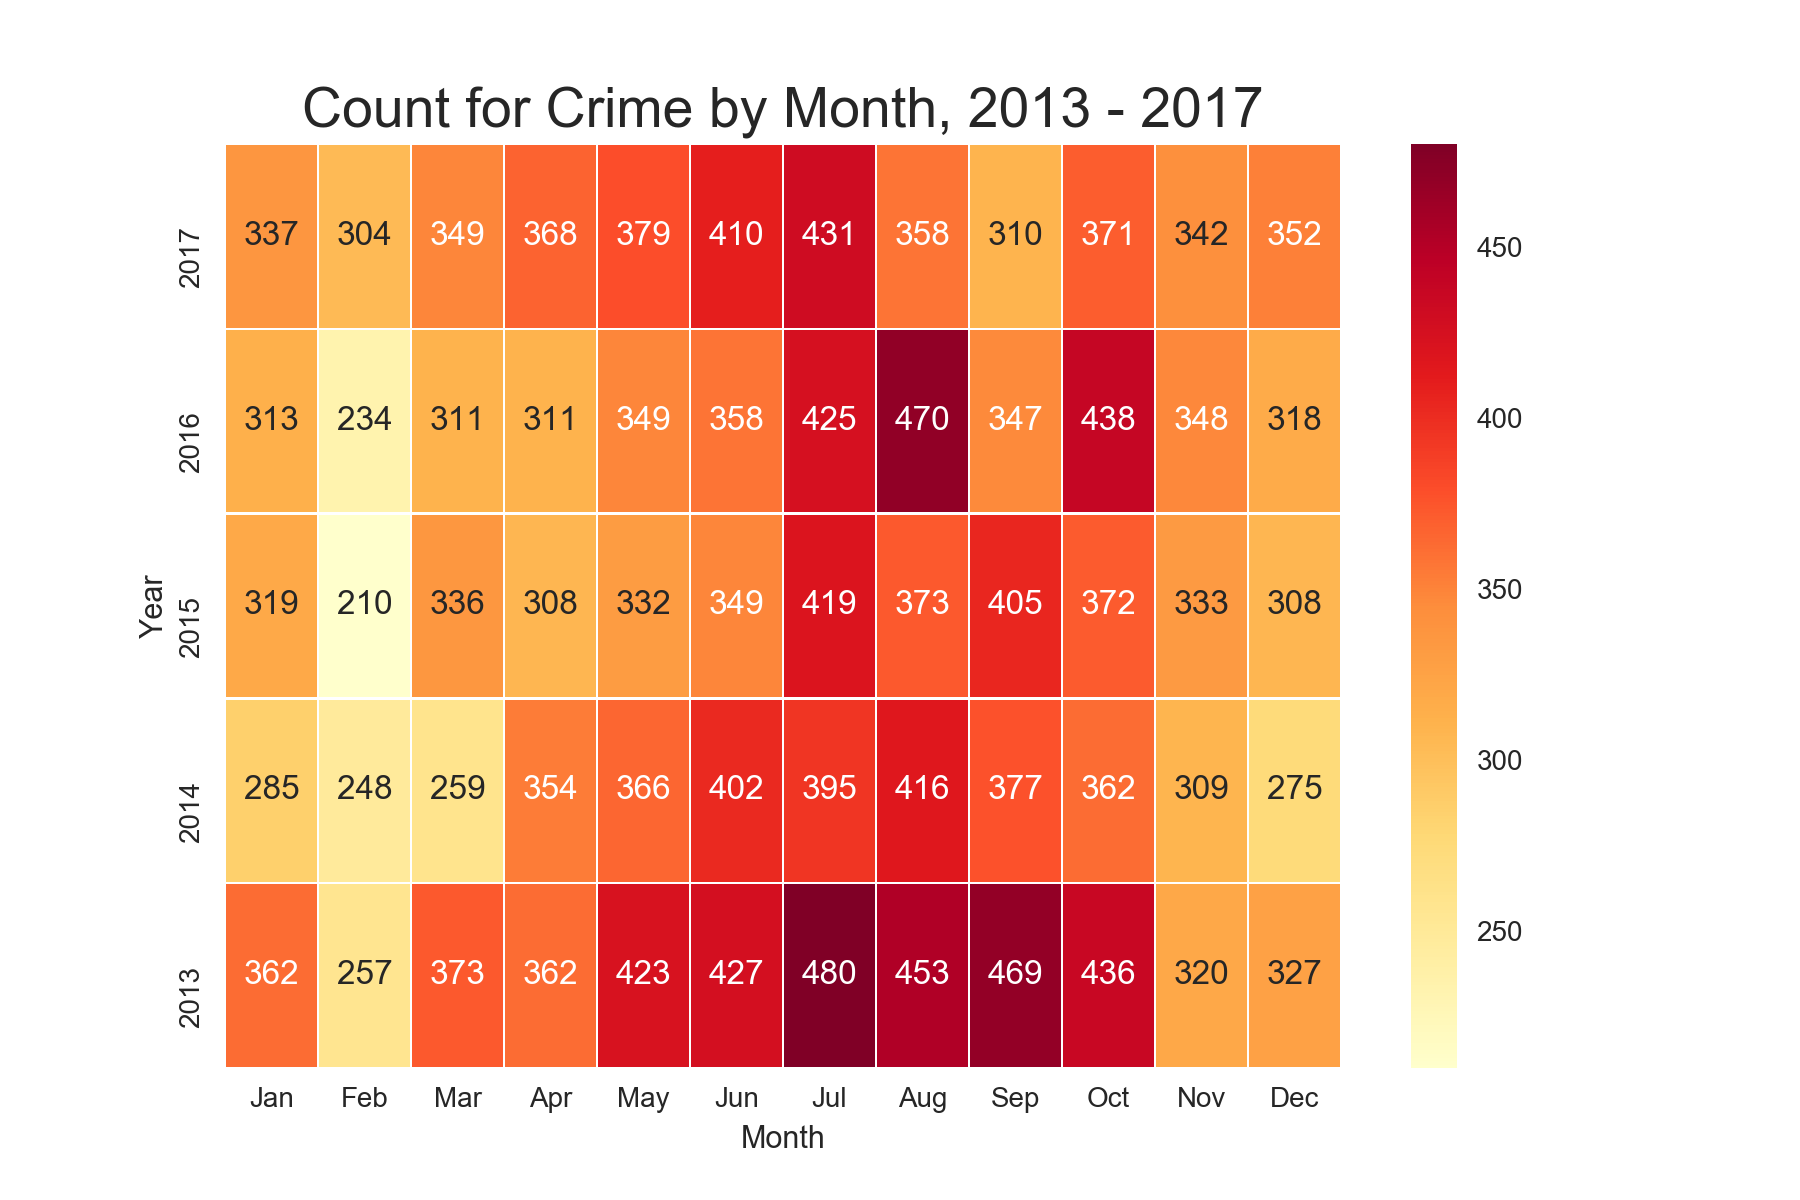 Count for Crime by Month, 2013 - 2017
337 304 349 368 379 410 431 358 310 371 342 352
2017
450
313 234 311 311 349 358 425 470 347 438 348 318
2016
400
Year
319 210 336 308 332 349 419 373 405 372 333 308
2015
350
285 248 259 354 366 402 395 416 377 362 309 275
2014
300
362 257 373 362 423 427 480 453 469 436 320 327
2013
250
Jan Feb Mar Apr May Jun Jul Aug Sep Oct Nov Dec
Month